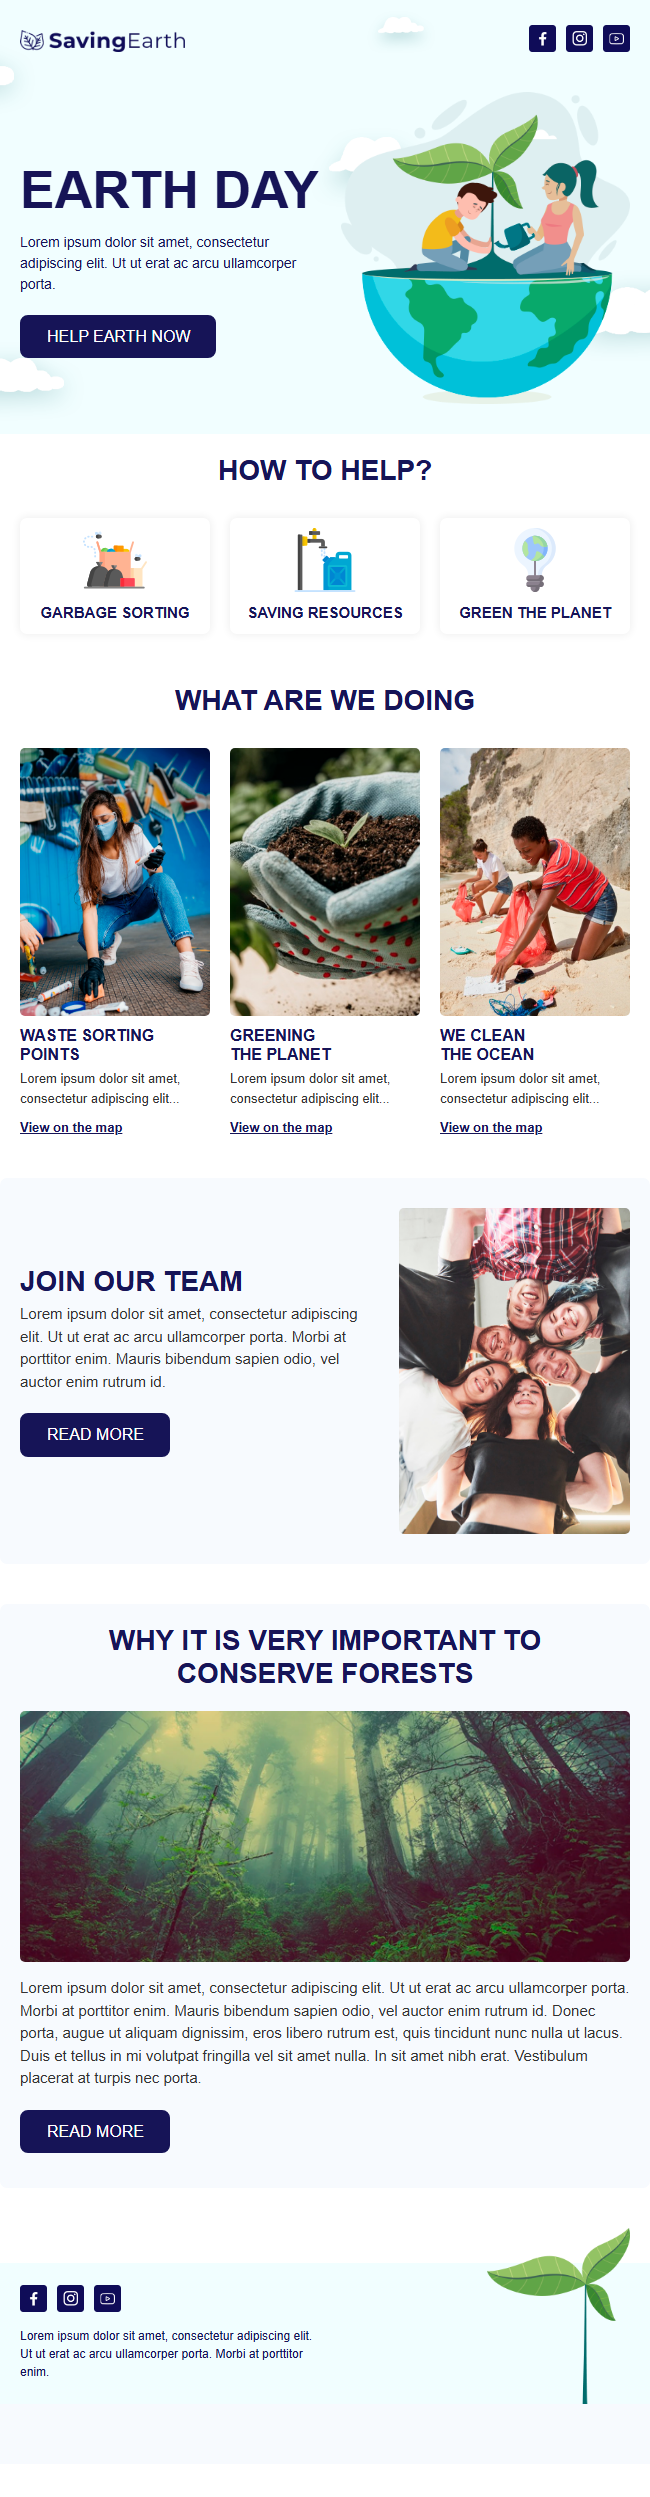 SavingEarth
EARTH DAY
Lorem ipsum dolor sit amet, consectetur
adipiscing elit. Ut ut erat ac arcu ullamcorper
porta.
HELP EARTH NOW
HOW TO HELP?
GARBAGE SORTING
SAVING RESOURCES
GREEN THE PLANET
WHAT ARE WE DOING
WASTE SORTING
POINTS
Lorem ipsum dolor sit amet,
consectetur adipiscing elit...
View on the map
GREENING
THE PLANET
Lorem ipsum dolor sit amet,
consectetur adipiscing elit...
View on the map
WE CLEAN
THE OCEAN
Lorem ipsum dolor sit amet,
consectetur adipiscing elit...
View on the map
JOIN OUR TEAM
Lorem ipsum dolor sit amet, consectetur adipiscing
elit. Ut ut erat ac arcu ullamcorper porta. Morbi at
porttitor enim. Mauris bibendum sapien odio, vel
auctor enim rutrum id.
READ MORE
WHY IT IS VERY IMPORTANT TO
CONSERVE FORESTS
Lorem ipsum dolor sit amet, consectetur adipiscing elit. Ut ut erat ac arcu ullamcorper porta.
Morbi at porttitor enim. Mauris bibendum sapien odio, vel auctor enim rutrum id. Donec
porta, augue ut aliquam dignissim, eros libero rutrum est, quis tincidunt nunc nulla ut lacus.
Duis et tellus in mi volutpat fringilla vel sit amet nulla. In sit amet nibh erat. Vestibulum
placerat at turpis nec porta.
READ MORE
Lorem ipsum dolor sit amet, consectetur adipiscing elit.
Ut ut erat ac arcu ullamcorper porta. Morbi at porttitor
enim.